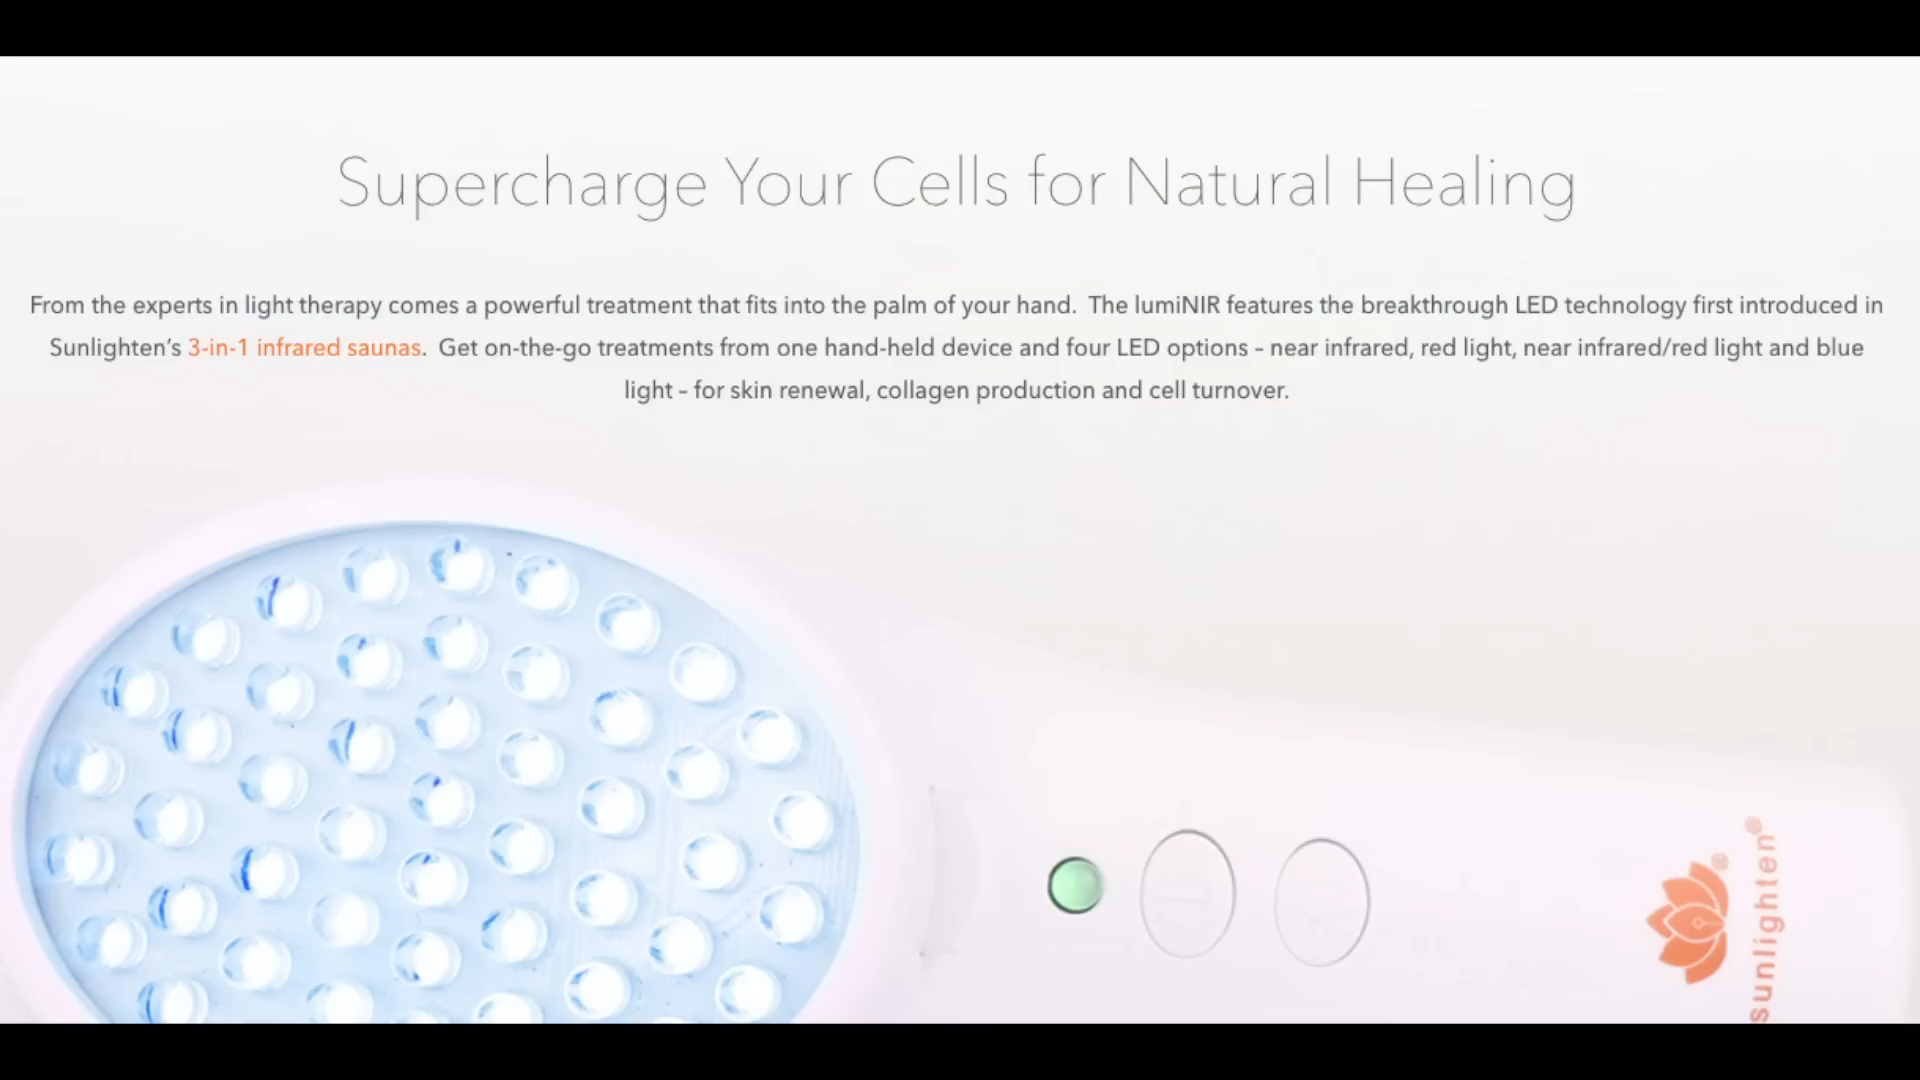 Supercharge Your Cells for Natural Healing
From the experts in light therapy comes a powerful treatment that fits into the palm of your hand.  The lumiNIR features the breakthrough LED technology first introduced in
Sunlighten’s 3-in-1 infrared saunas.  Get on-the-go treatments from one hand-held device and four LED options – near infrared, red light, near infrared/red light and blue
light – for skin renewal, collagen production and cell turnover.
sunlighten®